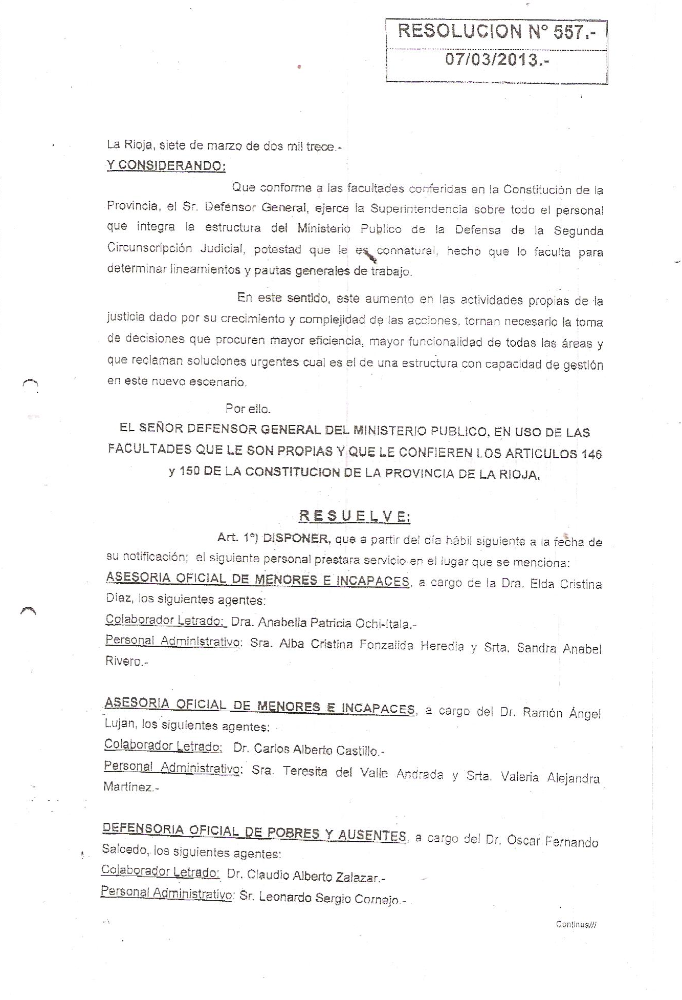 RESOLUCION Nº 557.-
07/03/2013.-
La Rioja, siete de marzo de dos mil trece.-
Y CONSIDERANDO:
Que conforme a las facultades conferidas en la Constitución de la
Provincia, el Sr. Defensor General, ejerce la Superintendencia sobre todo el personal
que integra la estructura del Ministerio Publico de la Defensa de la Segunda
Circunscripción Judicial, potestad que le es connatural, hecho que lo faculta para
determinar lineamientos y pautas generales de trabajo.
En este sentido, este aumento en las actividades propias de la
justicia dado por su crecimiento y complejidad de las acciones, tornan necesario la toma
de decisiones que procuren mayor eficiencia, mayor funcionalidad de todas las áreas y
que reclaman soluciones urgentes cual es el de una estructura con capacidad de gestión
en este nuevo escenario.
Por ello.
EL SEÑOR DEFENSOR GENERAL DEL MINISTERIO PUBLICO, EN USO DE LAS
FACULTADES QUE LE SON PROPIAS Y QUE LE CONFIEREN LOS ARTICULOS 146
y 150 DE LA CONSTITUCION DE LA PROVINCIA DE LA RIOJA.
R E S U E L V E:
Art. 1º) DISPONER, que a partir del día hábil siguiente a la fecha de
su notificación; el siguiente personal prestara servicio en el lugar que se menciona:
ASESORIA OFICIAL DE MENORES E INCAPACES, a cargo de la Dra. Elda Cristina
Díaz, los siguientes agentes:
Colaborador Letrado: Dra. Anabella Patricia Ochi-Itala.-
Personal Administrativo: Sra. Alba Cristina Fonzalida Heredia y Srta. Sandra Anabel
Rivero.-
ASESORIA OFICIAL DE MENORES E INCAPACES, a cargo del Dr. Ramón Ángel
Lujan, los siguientes agentes:
Colaborador Letrado: Dr. Carlos Alberto Castillo.-
Personal Administrativo: Sra. Teresita del Valle Andrada y Srta. Valeria Alejandra
Martínez.-
DEFENSORIA OFICIAL DE POBRES Y AUSENTES, a cargo del Dr. Oscar Fernando
Salcedo, los siguientes agentes:
Colaborador Letrado: Dr. Claudio Alberto Zalazar.-
Personal Administrativo: Sr. Leonardo Sergio Cornejo.-
Continua///